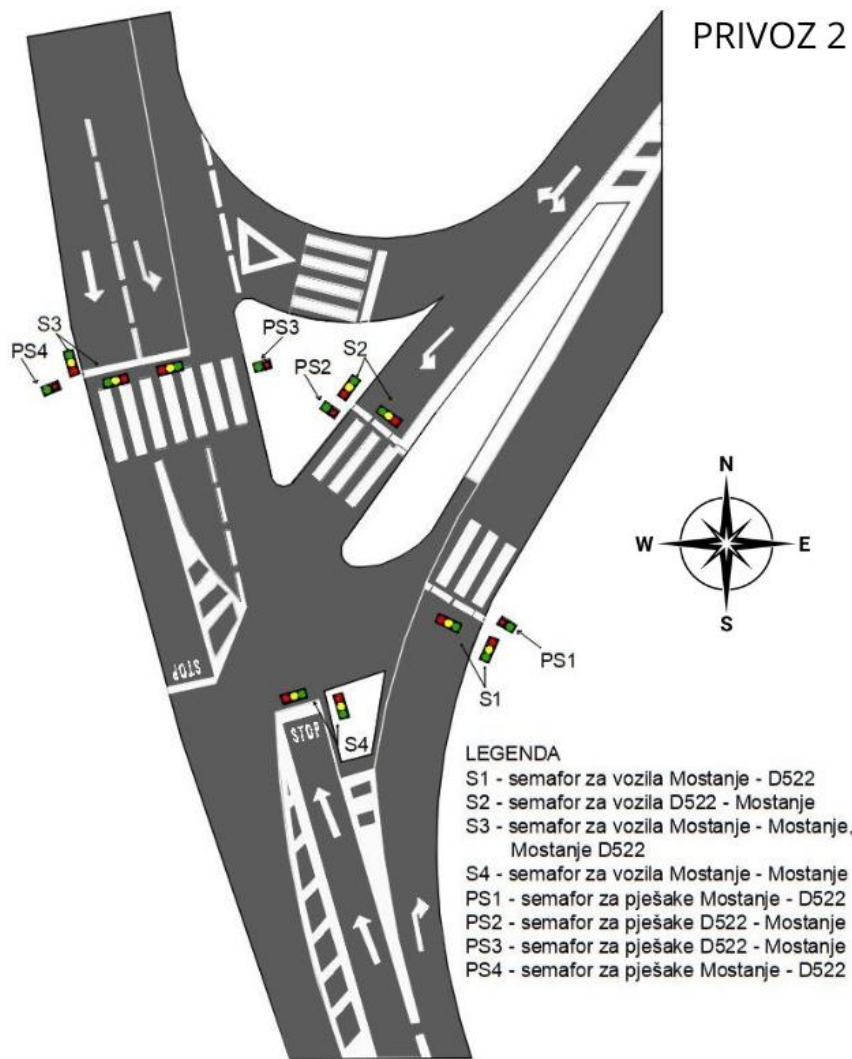 PRIVOZ 2
S3
PS4
PS3
PS2
S2
N
W
E
S
PS1
S1
S4
STOP
STOP
LEGENDA
S1 - semafor za vozila Mostanje - D522
S2 - semafor za vozila D522 - Mostanje
S3 - semafor za vozila Mostanje - Mostanje,
Mostanje D522
S4 - semafor za vozila Mostanje - Mostanje
PS1 - semafor za pješake Mostanje - D522
PS2 - semafor za pješake D522 - Mostanje
PS3 - semafor za pješake D522 - Mostanje
PS4 - semafor za pješake Mostanje - D522